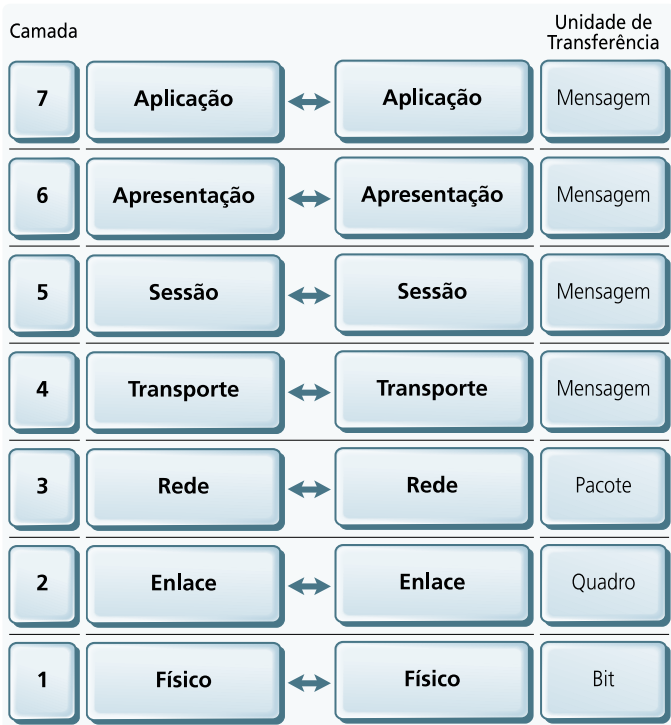 Camada
Unidade de
Transferência
7 Aplicação Aplicação Mensagem
6 Apresentação Apresentação Mensagem
5 Sessão Sessão Mensagem
4 Transporte Transporte Mensagem
3 Rede Rede Pacote
2 Enlace Enlace Quadro
1 Físico Físico Bit